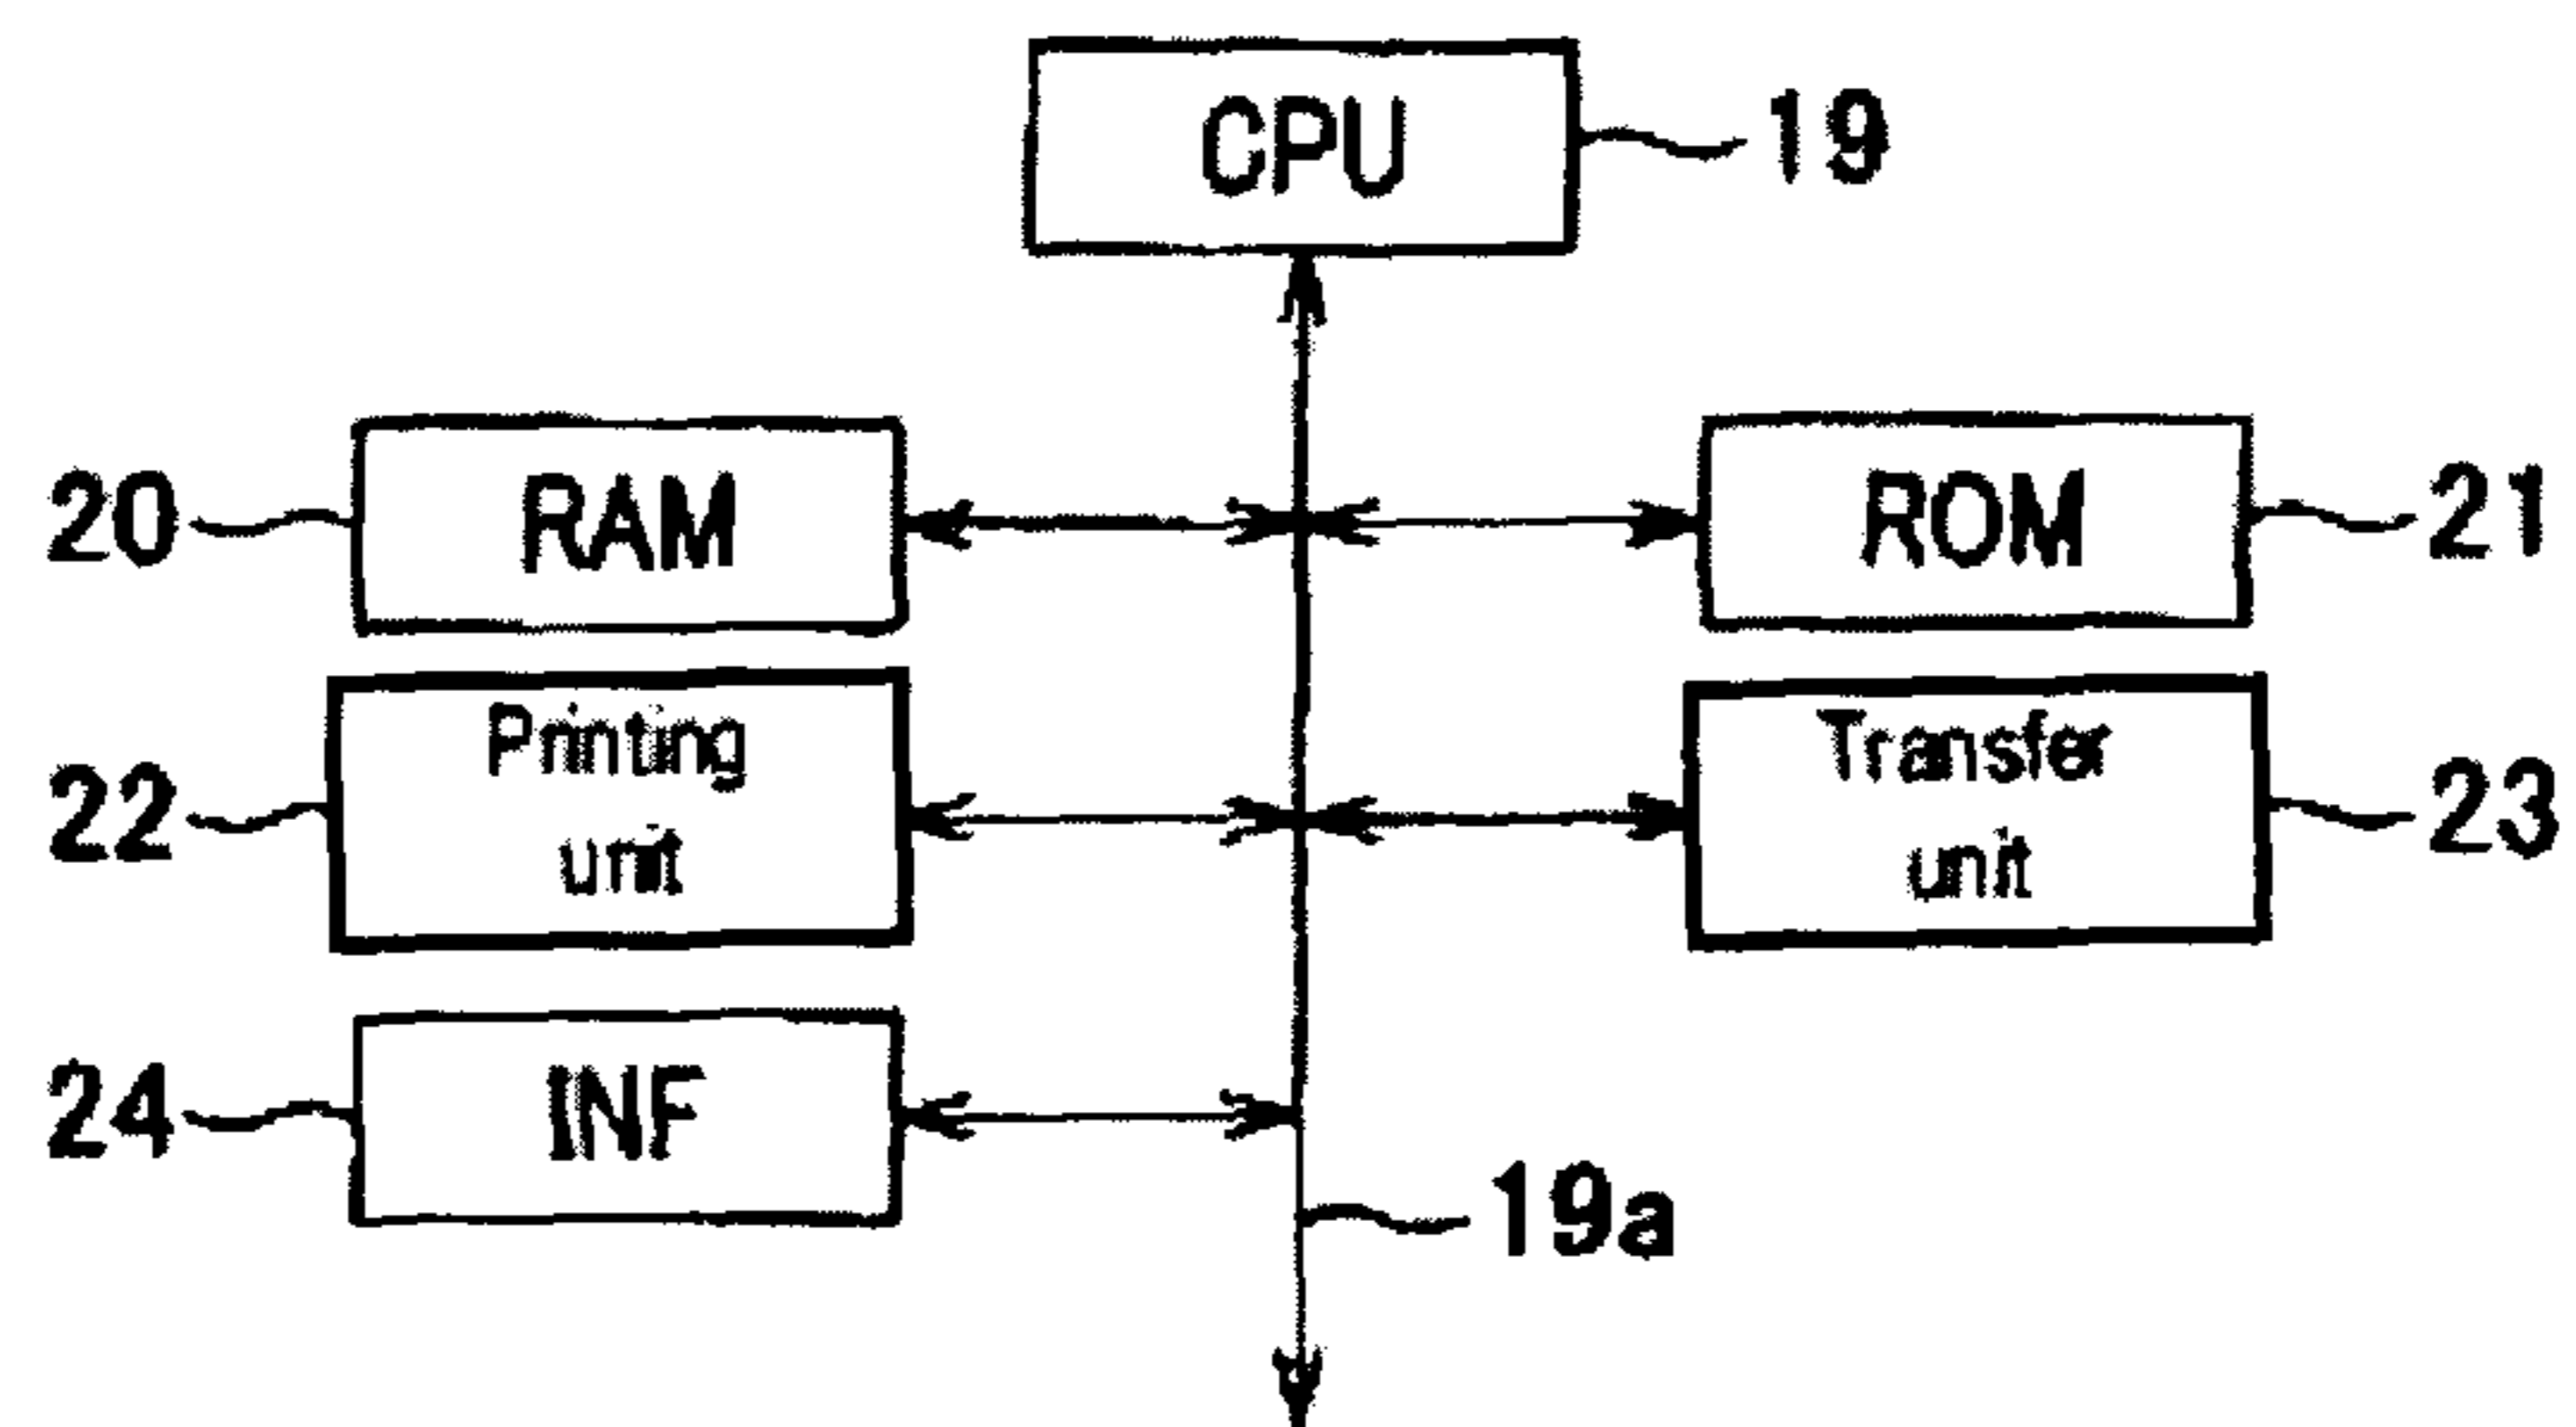 CPU
19
20
RAM
ROM
21
22
Printing
unit
Transfer
unit
23
24
INF
19a